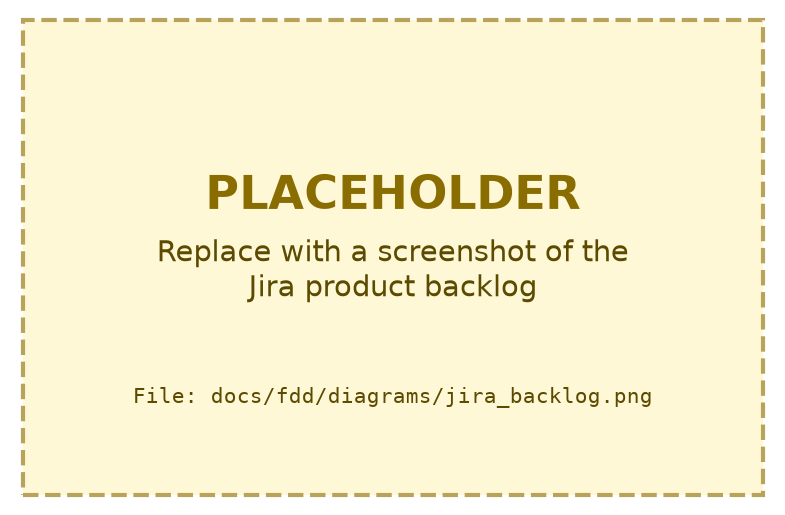 PLACEHOLDER
Replace with a screenshot of the
Jira product backlog
File: docs/fdd/diagrams/jira_backlog.png